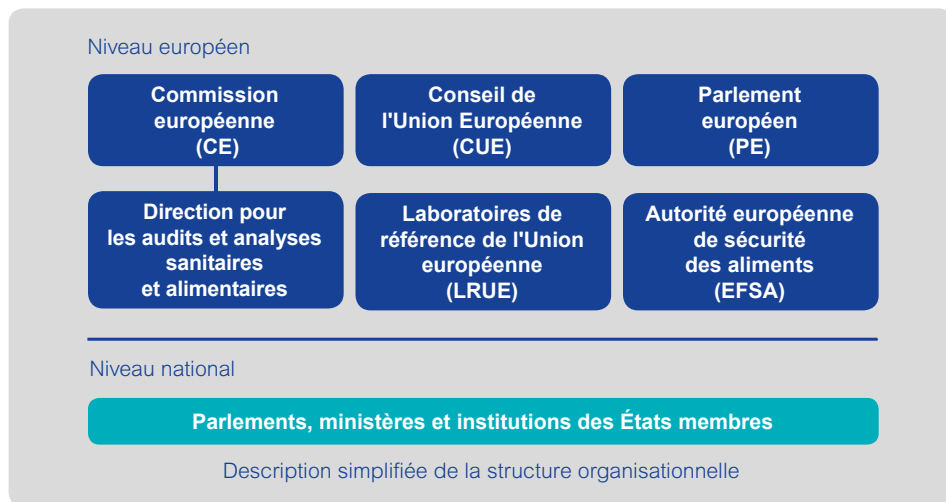 Niveau européen
Commission
européenne
(CE)
Conseil de
l'Union Européenne
(CUE)
Parlement
européen
(PE)
Direction pour
les audits et analyses
sanitaires
et alimentaires
Laboratoires de
référence de l'Union
européenne
(LRUE)
Autorité européenne
de sécurité
des aliments
(EFSA)
Niveau national
Parlements, ministères et institutions des États membres
Description simplifiée de la structure organisationnelle